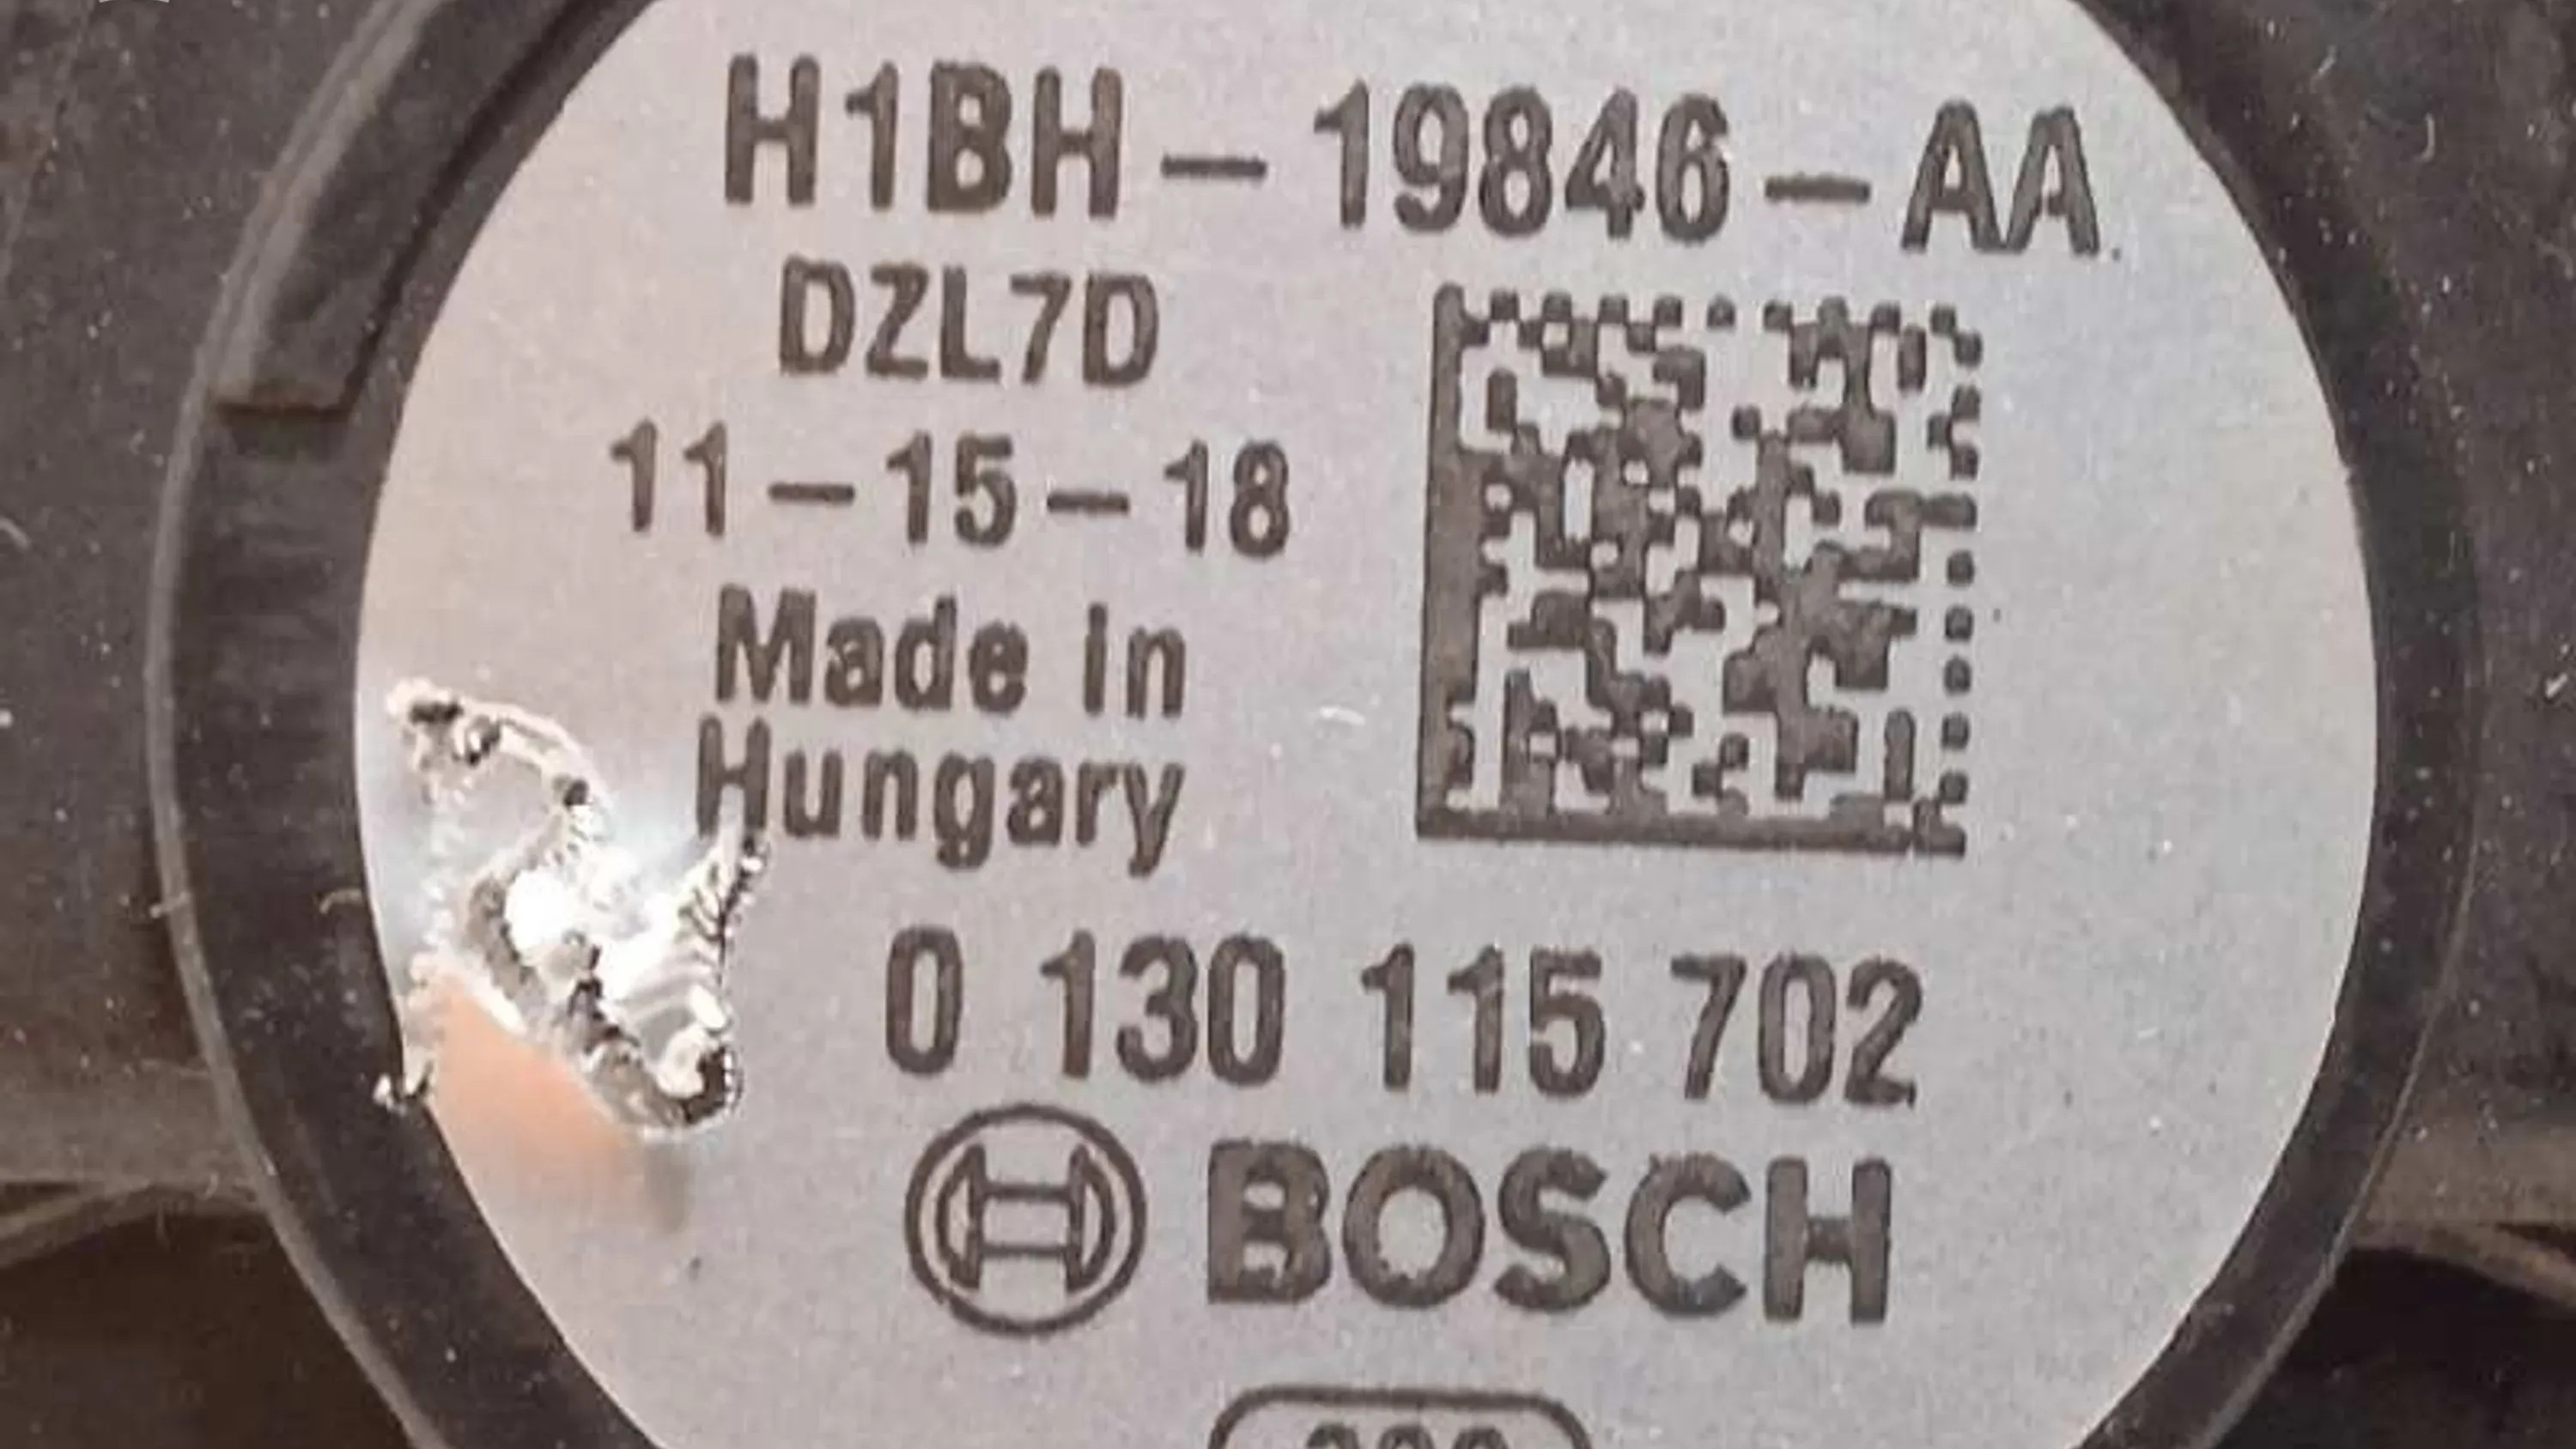 H1BH-19846-AA
DZL7D
11-15-18
Made in
Hungary
0 130 115 702
BOSCH